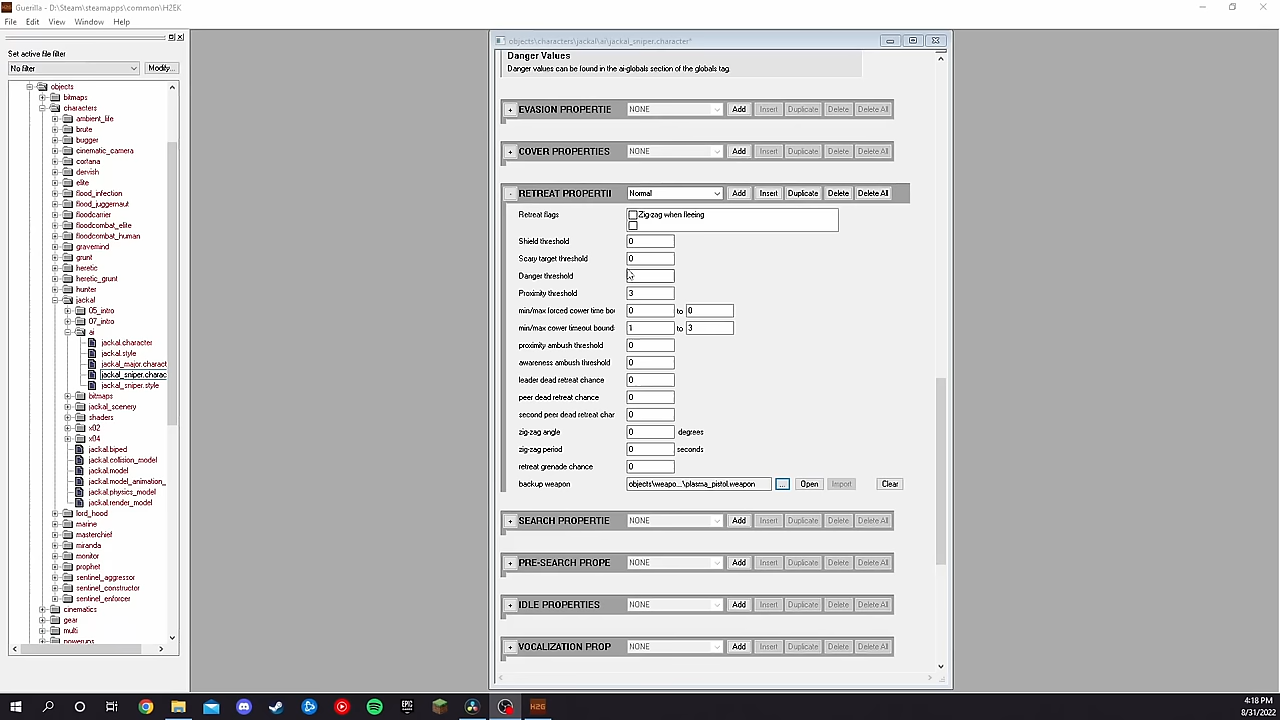 Guerilla - D:\Steam\steamapps\common\H2EK
File Edit View Window Help
Set active file filter
No filter Modify...
objects
bitmaps
characters
ambient_life
brute
bugger
cinematic_camera
cortana
dervish
elite
flood_infection
flood_juggernaut
floodcarrier
floodcombat_elite
floodcombat_human
gravemind
grunt
heretic
heretic_grunt
hunter
jackal
05_intro
07_intro
ai
jackal.character
jackal.style
jackal_major.charact
jackal_sniper.charac
jackal_sniper.style
bitmaps
jackal_scenery
shaders
x02
x04
jackal.biped
jackal.collision_model
jackal.model
jackal.model_animation_
jackal.physics_model
jackal.render_model
lord_hood
marine
masterchief
miranda
monitor
prophet
sentinel_aggressor
sentinel_constructor
sentinel_enforcer
cinematics
gear
multi
powerups
objects\characters\jackal\ai\jackal_sniper.character*
Danger Values
Danger values can be found in the ai-globals section of the globals tag.
EVASION PROPERTIE NONE Add Insert Duplicate Delete Delete All
COVER PROPERTIES NONE Add Insert Duplicate Delete Delete All
RETREAT PROPERTII Normal Add Insert Duplicate Delete Delete All
Retreat flags Zig-zag when fleeing
Shield threshold 0
Scary target threshold 0
Danger threshold
Proximity threshold 3
min/max forced cower time bou 0 to 0
min/max cower timeout bound: 1 to 3
proximity ambush threshold 0
awareness ambush threshold 0
leader dead retreat chance 0
peer dead retreat chance 0
second peer dead retreat char 0
zig-zag angle 0 degrees
zig-zag period 0 seconds
retreat grenade chance 0
backup weapon objects\weapo...\plasma_pistol.weapon ... Open Import Clear
SEARCH PROPERTIE NONE Add Insert Duplicate Delete Delete All
PRE-SEARCH PROPE NONE Add Insert Duplicate Delete Delete All
IDLE PROPERTIES NONE Add Insert Duplicate Delete Delete All
VOCALIZATION PROP NONE Add Insert Duplicate Delete Delete All
EPIC
H2G
4:18 PM
8/31/2022